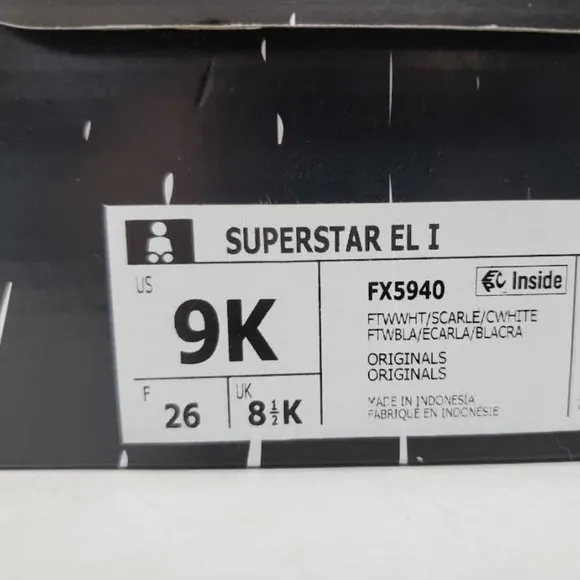 SUPERSTAR EL I
US
9K
F
26
UK
8½K
FX5940
Inside
FTWWHT/SCARLE/CWHITE
FTWBLA/ECARLA/BLACRA
ORIGINALS
ORIGINALS
MADE IN INDONESIA
FABRIQUÉ EN INDONÉSIE